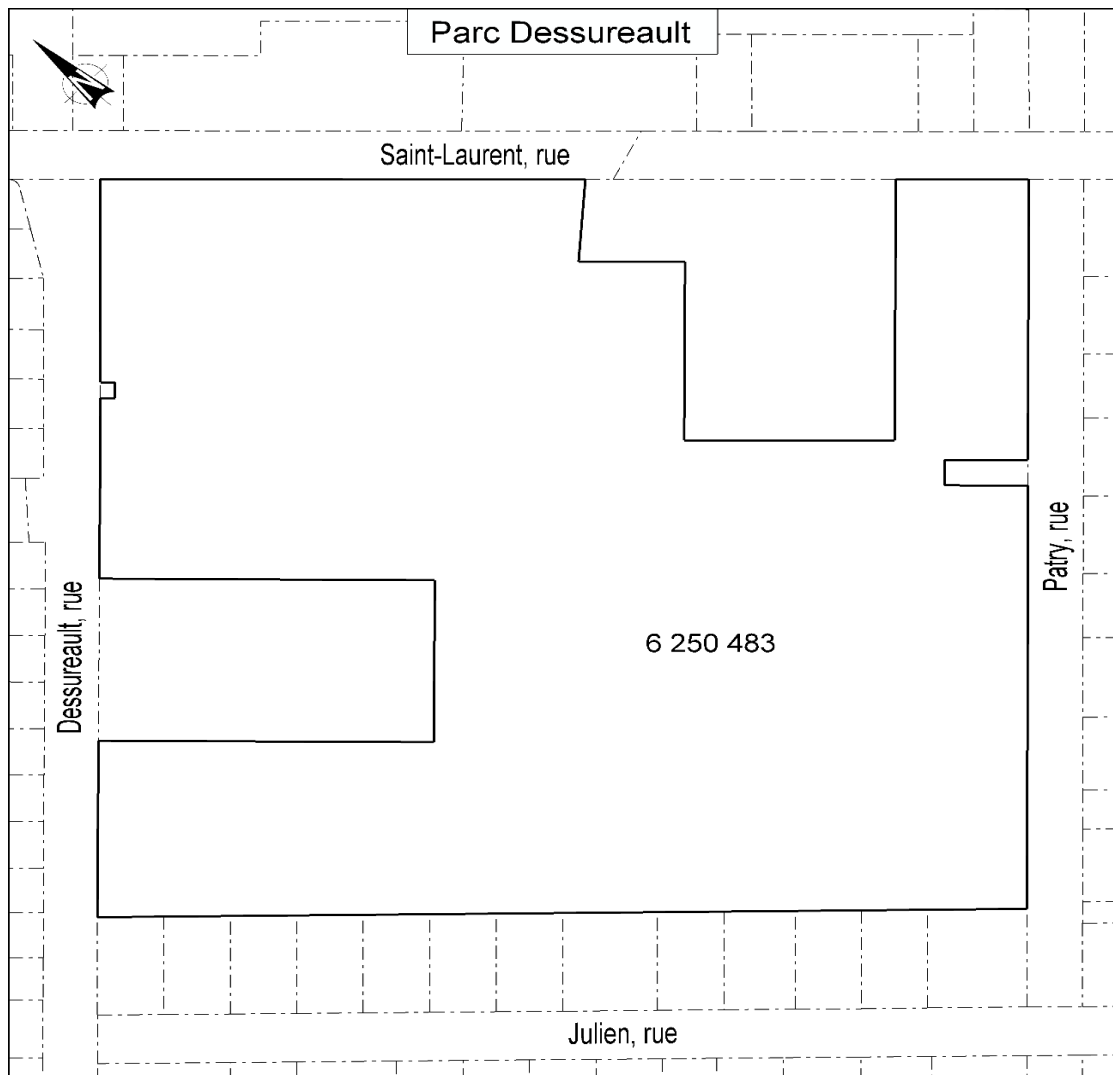 Parc Dessureault
N
Saint-Laurent, rue
Dessureault, rue
Patry, rue
6 250 483
Julien, rue